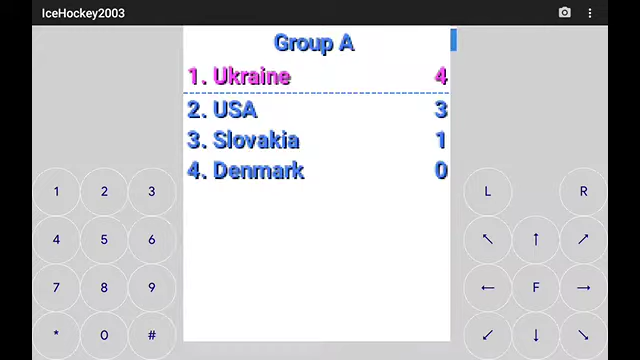 IceHockey2003
Group A
1. Ukraine 4
2. USA 3
3. Slovakia 1
4. Denmark 0
1 2 3 L R
4 5 6 ↖ ↑ ↗
7 8 9 ← F →
* 0 # ↙ ↓ ↘